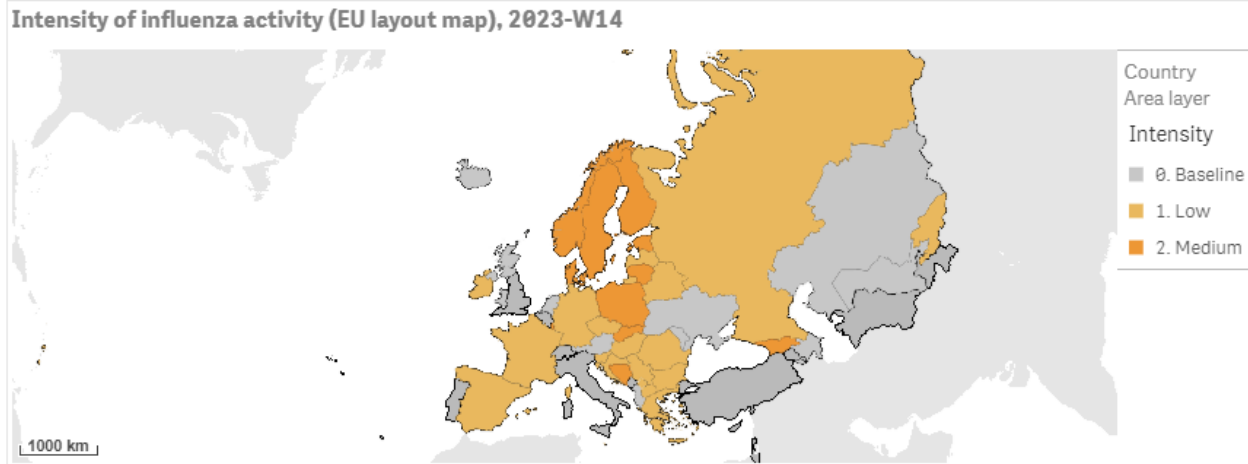 Intensity of influenza activity (EU layout map), 2023-W14
Country
Area layer
Intensity
0. Baseline
1. Low
2. Medium
1000 km